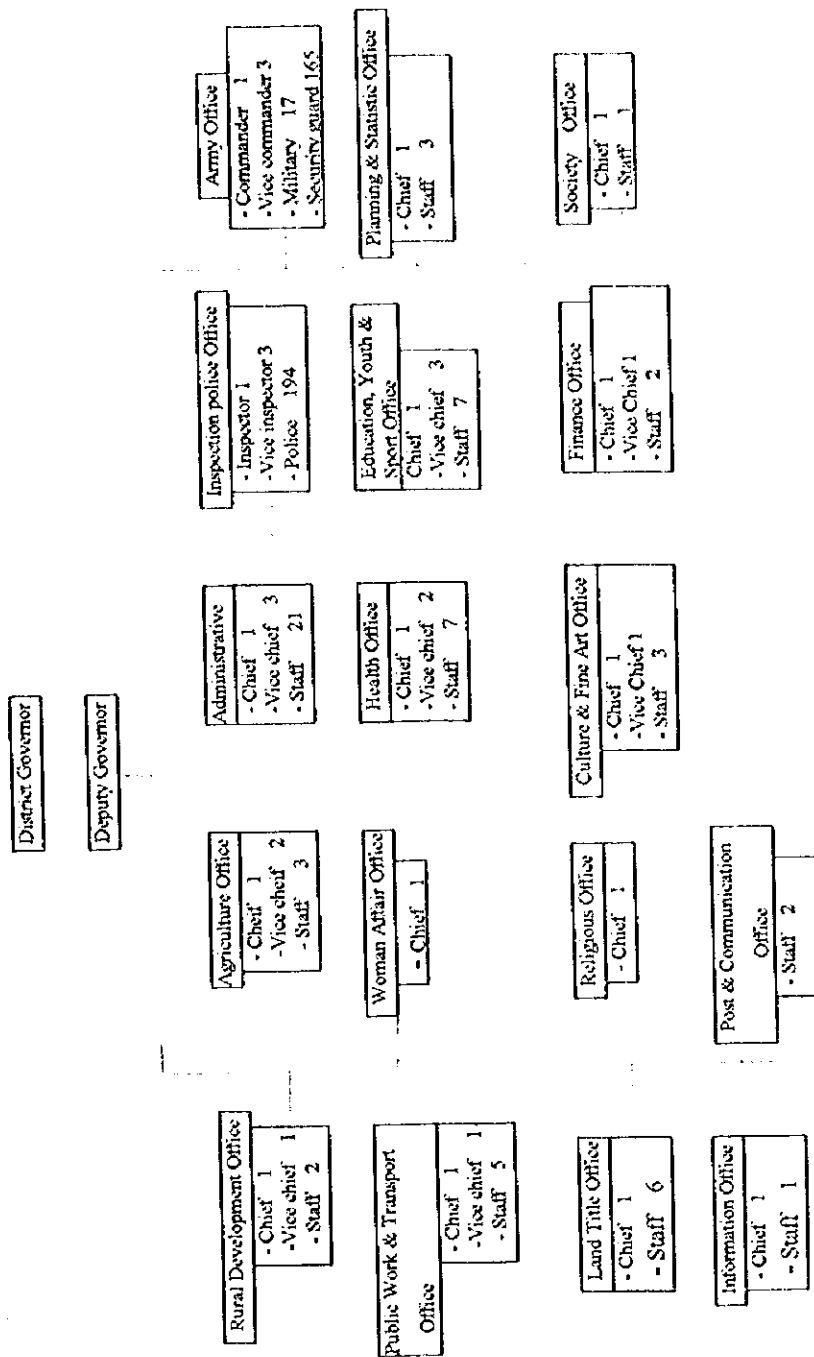 District Governor
Deputy Governor
Rural Development Office
- Chief 1
-Vice chief 1
- Staff 2
Agriculture Office
- Cheif 1
-Vice cheif 2
- Staff 3
Administrative
- Chief 1
-Vice chief 3
- Staff 21
Inspection police Office
- Inspector 1
-Vice inspector 3
- Police 194
Army Office
- Commander 1
-Vice commander 3
- Military 17
- Security guard 165
Public Work & Transport
Office
- Chief 1
-Vice chief 1
- Staff 5
Woman Affair Office
- Chief 1
Health Office
- Chief 1
-Vice chief 2
- Staff 7
Education, Youth &
Sport Office
Chief 1
-Vice chief 3
- Staff 7
Planning & Statistic Office
- Chief 1
- Staff 3
Land Title Office
- Chief 1
- Staff 6
Religious Office
- Chief 1
Culture & Fine Art Office
- Chief 1
-Vice Chief 1
- Staff 3
Finance Office
- Chief 1
-Vice Chief 1
- Staff 2
Society Office
- Chief 1
- Staff 1
Information Office
- Chief 1
- Staff 1
Post & Communication
Office
- Staff 2